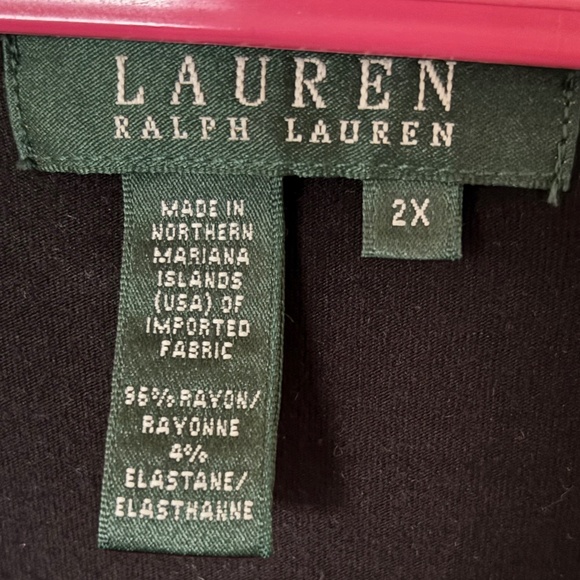 LAUREN
RALPH LAUREN
2X
MADE IN
NORTHERN
MARIANA
ISLANDS
(USA) OF
IMPORTED
FABRIC
96% RAYON/
RAYONNE
4%
ELASTANE/
ELASTHANNE